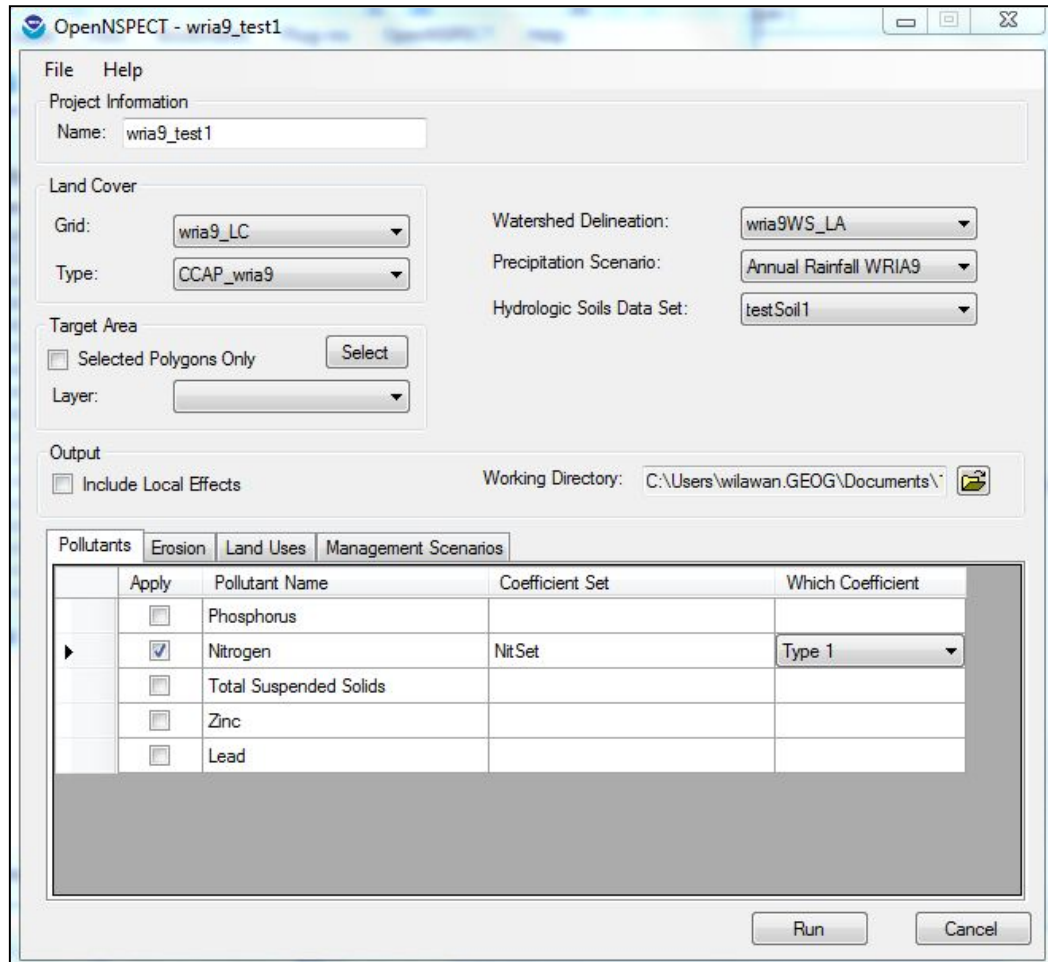 OpenNSPECT - wria9_test1
File Help
Project Information
Name: wria9_test1
Land Cover
Grid: wria9_LC
Type: CCAP_wria9
Watershed Delineation: wria9WS_LA
Precipitation Scenario: Annual Rainfall WRIA9
Hydrologic Soils Data Set: testSoil1
Target Area
Selected Polygons Only Select
Layer:
Output
Include Local Effects
Working Directory: C:\Users\wilawan.GEOG\Documents\
Pollutants Erosion Land Uses Management Scenarios
Apply Pollutant Name Coefficient Set Which Coefficient
Phosphorus
Nitrogen NitSet Type 1
Total Suspended Solids
Zinc
Lead
Run Cancel